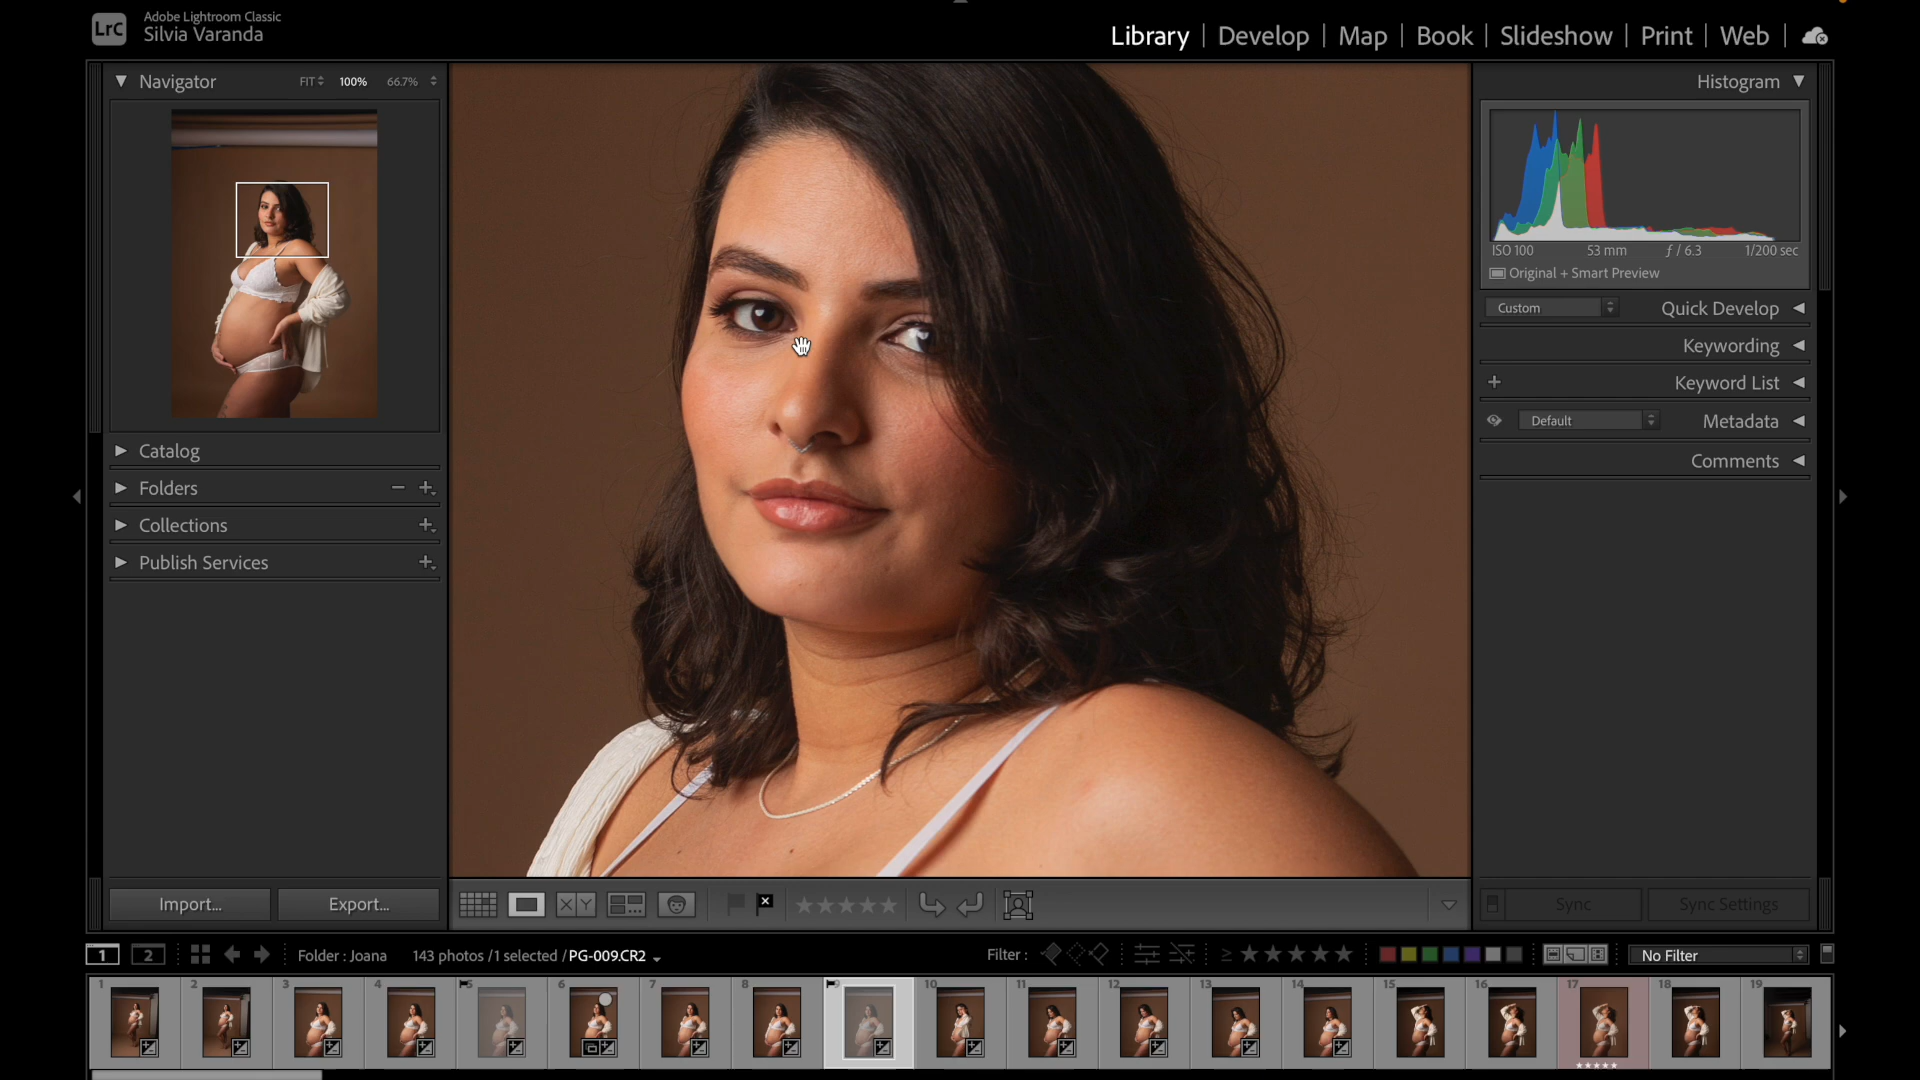 LrC
Adobe Lightroom Classic
Silvia Varanda
Library | Develop | Map | Book | Slideshow | Print | Web |
Navigator FIT 100% 66.7%
Histogram
ISO 100 53 mm ƒ / 6.3 1/200 sec
Original + Smart Preview
Custom Quick Develop
Keywording
+ Keyword List
Default Metadata
Comments
Catalog
Folders − +
Collections +
Publish Services +
Import... Export...
X Y
Sync Sync Settings
1 2 Folder : Joana 143 photos /1 selected /PG-009.CR2 Filter : ≥ ★ ★ ★ ★ ★ No Filter
1 2 3 4 5 6 7 8 9 10 11 12 13 14 15 16 17 18 19